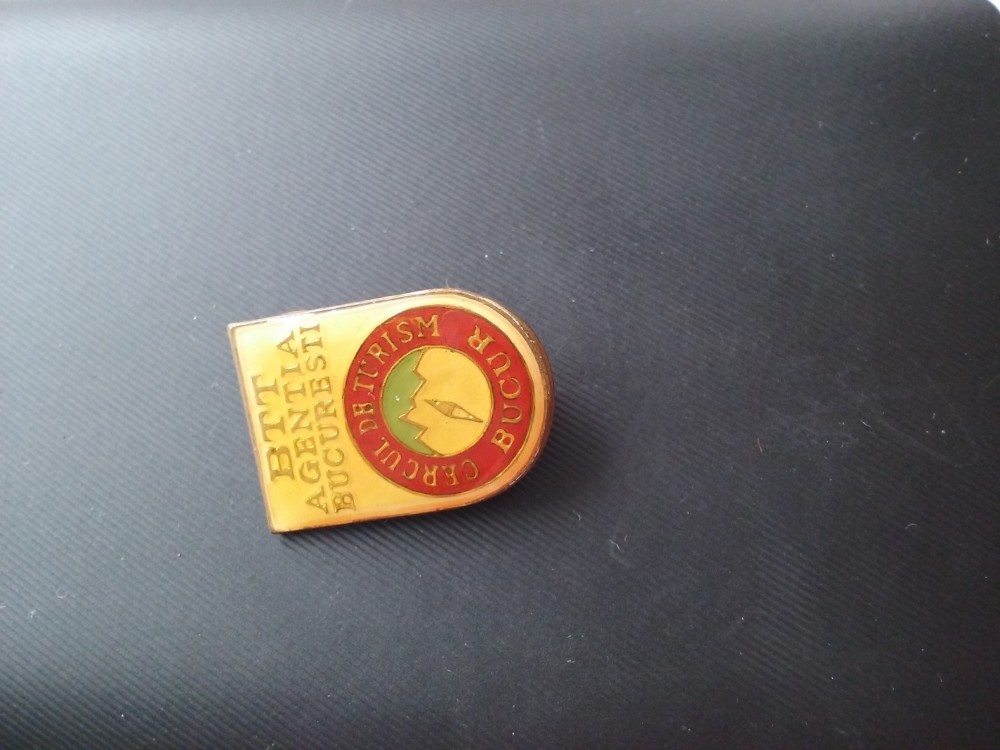 BTT
AGENTIA
BUCURESTI
CERCUL DE TURISM
BUCUR